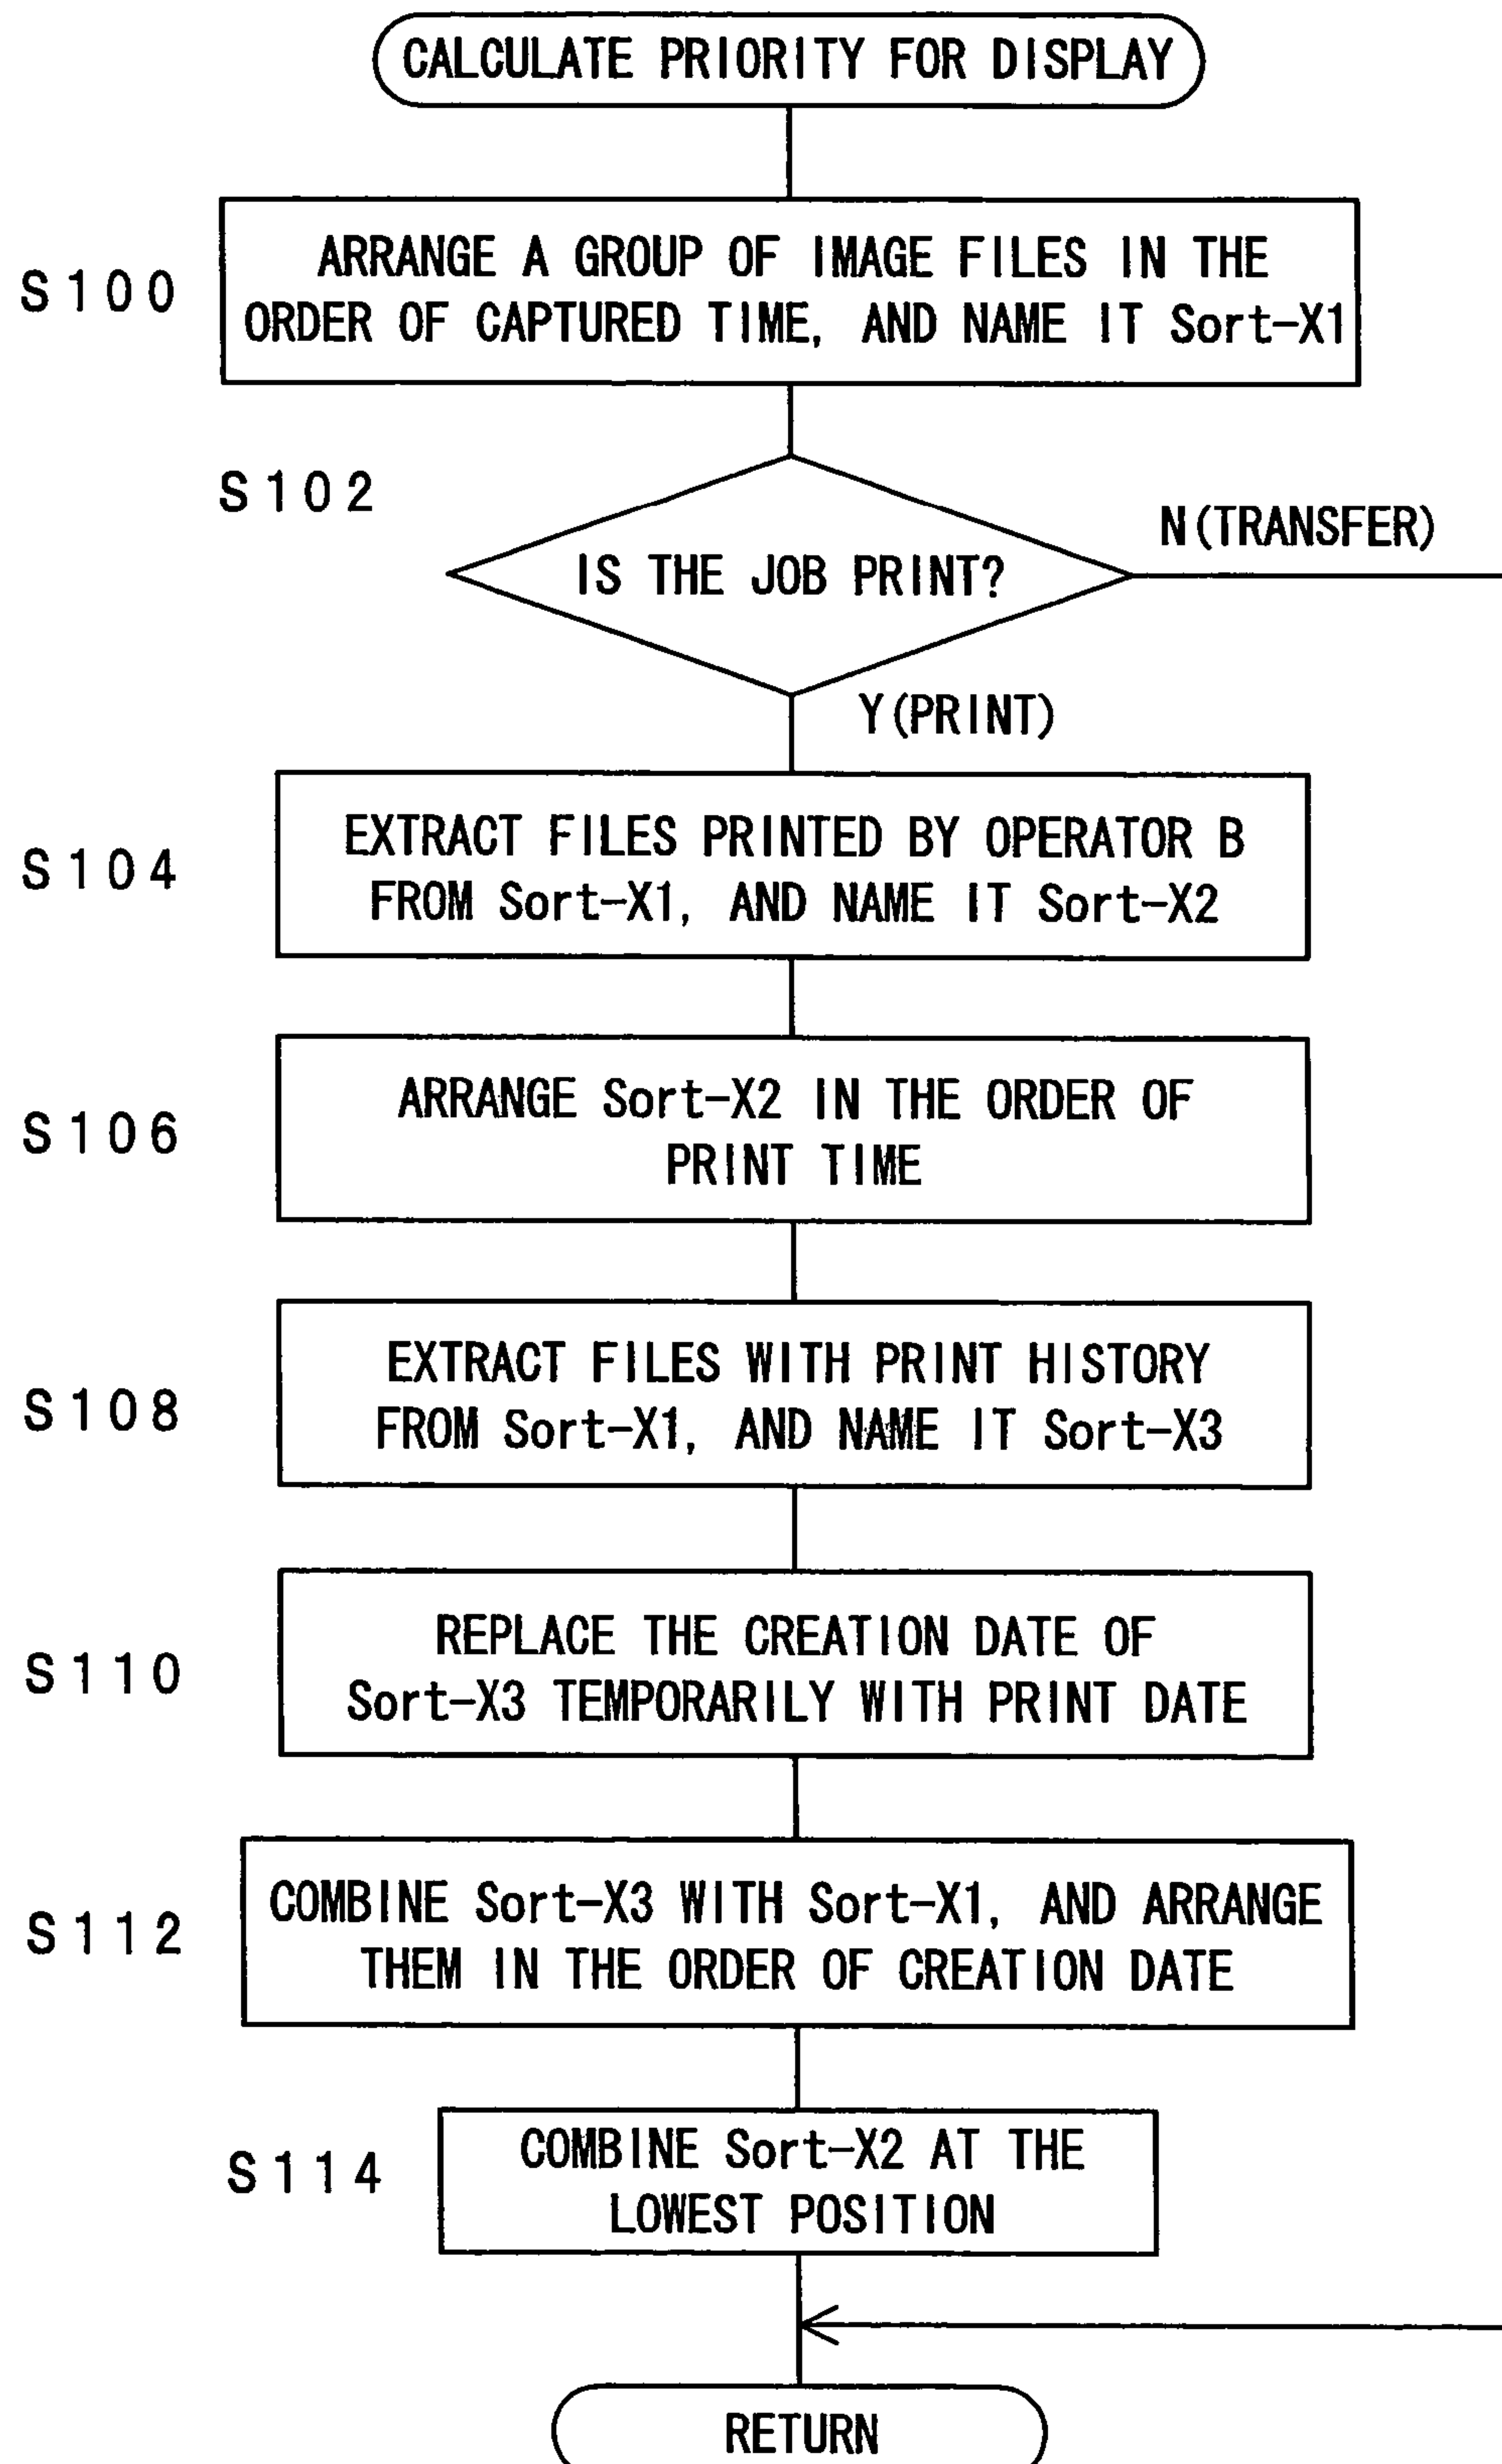 CALCULATE PRIORITY FOR DISPLAY
S100
ARRANGE A GROUP OF IMAGE FILES IN THE
ORDER OF CAPTURED TIME, AND NAME IT Sort-X1
S102
N(TRANSFER)
IS THE JOB PRINT?
Y(PRINT)
S104
EXTRACT FILES PRINTED BY OPERATOR B
FROM Sort-X1, AND NAME IT Sort-X2
S106
ARRANGE Sort-X2 IN THE ORDER OF
PRINT TIME
S108
EXTRACT FILES WITH PRINT HISTORY
FROM Sort-X1, AND NAME IT Sort-X3
S110
REPLACE THE CREATION DATE OF
Sort-X3 TEMPORARILY WITH PRINT DATE
S112
COMBINE Sort-X3 WITH Sort-X1, AND ARRANGE
THEM IN THE ORDER OF CREATION DATE
S114
COMBINE Sort-X2 AT THE
LOWEST POSITION
RETURN